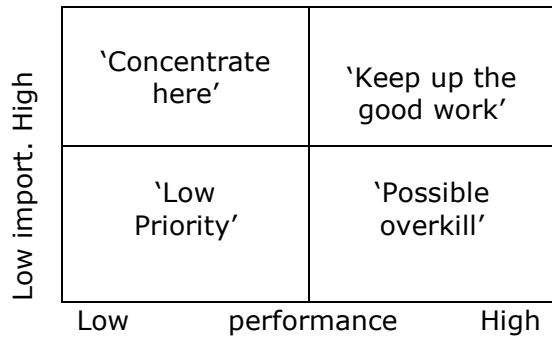 ‘Concentrate
here’
‘Keep up the
good work’
‘Low
Priority’
‘Possible
overkill’
Low import. High
Low performance High